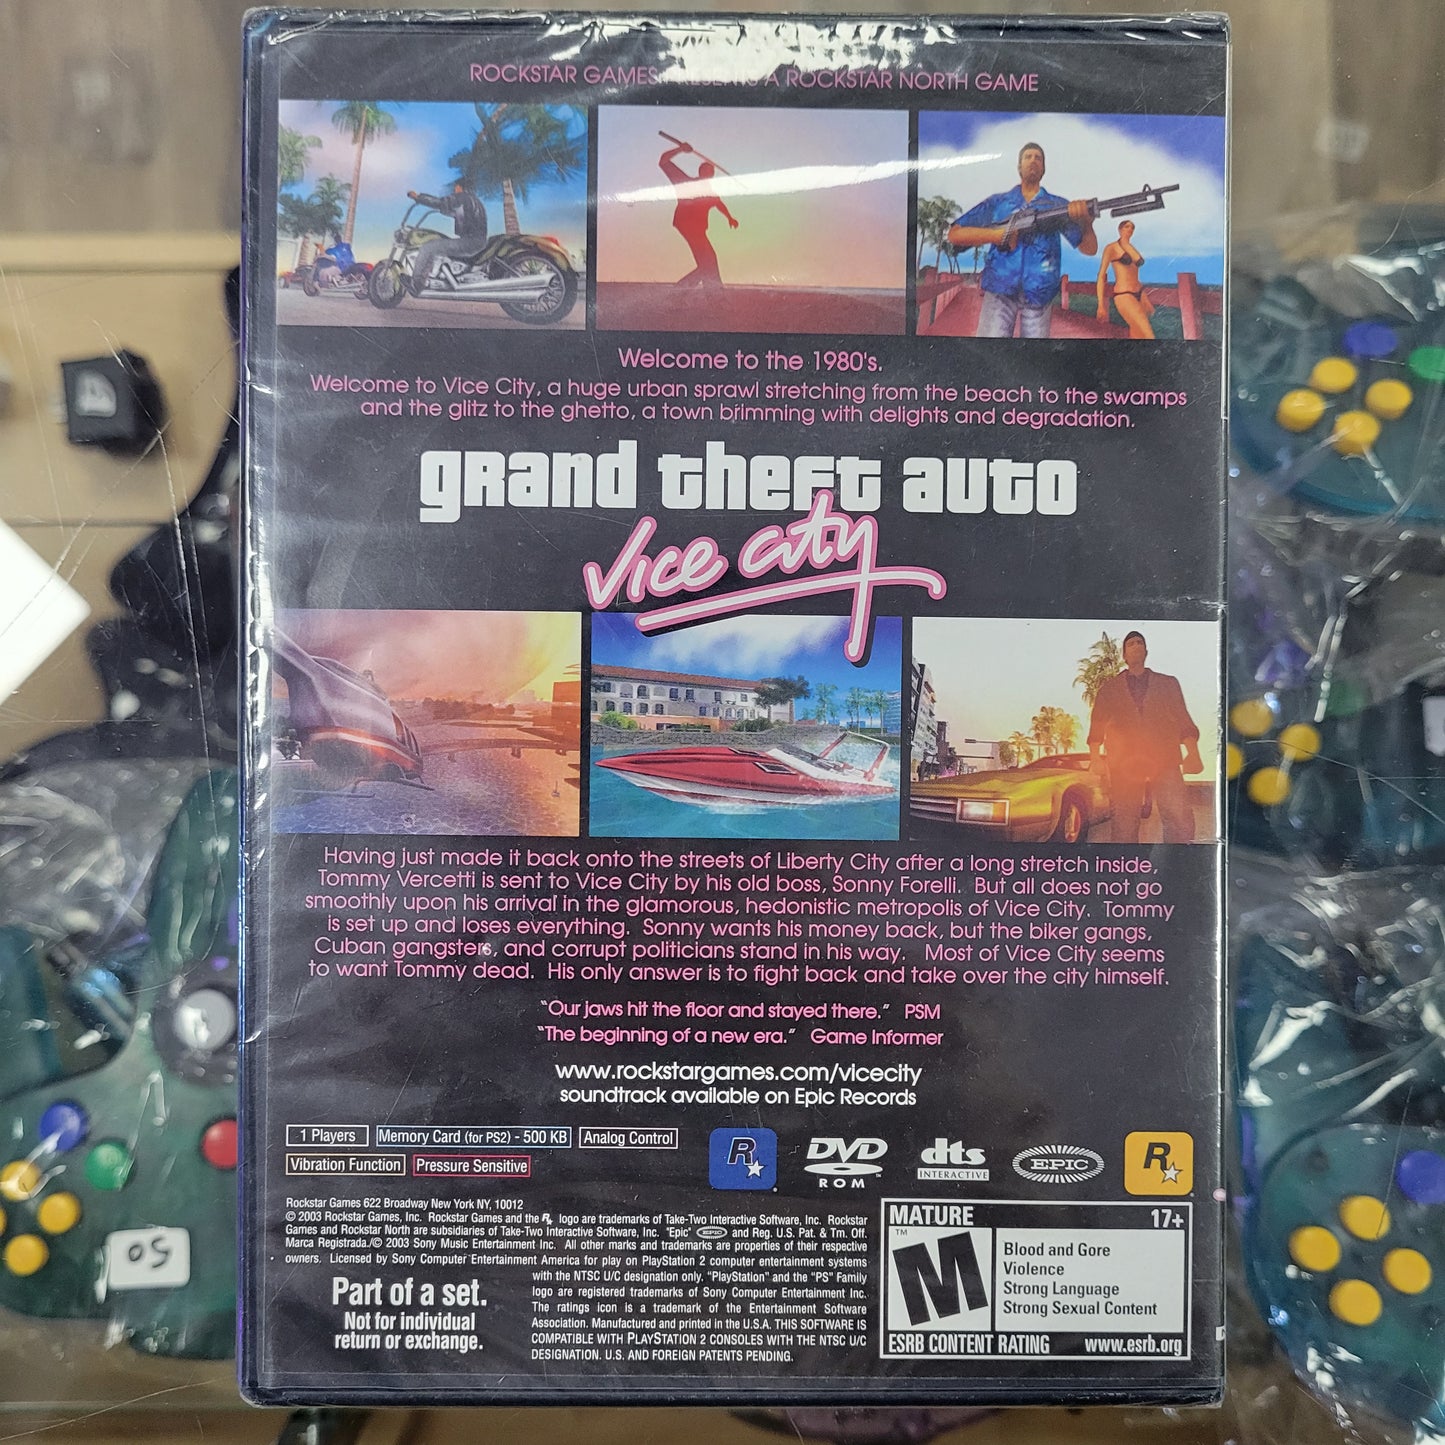 ROCKSTAR GAMES PRESENTS A ROCKSTAR NORTH GAME
Welcome to the 1980's.
Welcome to Vice City, a huge urban sprawl stretching from the beach to the swamps
and the glitz to the ghetto, a town brimming with delights and degradation.
grand theft auto
Vice City
Having just made it back onto the streets of Liberty City after a long stretch inside,
Tommy Vercetti is sent to Vice City by his old boss, Sonny Forelli. But all does not go
smoothly upon his arrival in the glamorous, hedonistic metropolis of Vice City. Tommy
is set up and loses everything. Sonny wants his money back, but the biker gangs,
Cuban gangsters, and corrupt politicians stand in his way. Most of Vice City seems
to want Tommy dead. His only answer is to fight back and take over the city himself.
"Our jaws hit the floor and stayed there." PSM
"The beginning of a new era." Game Informer
www.rockstargames.com/vicecity
soundtrack available on Epic Records
1 Players
Memory Card (for PS2) - 500 KB
Analog Control
Vibration Function
Pressure Sensitive
R
DVD
ROM
dts
INTERACTIVE
EPIC
R
Rockstar Games 622 Broadway New York NY, 10012
© 2003 Rockstar Games, Inc. Rockstar Games and the R logo are trademarks of Take-Two Interactive Software, Inc. Rockstar
Games and Rockstar North are subsidiaries of Take-Two Interactive Software, Inc. "Epic" EPIC and Reg. U.S. Pat. & Tm. Off.
Marca Registrada./© 2003 Sony Music Entertainment Inc. All other marks and trademarks are properties of their respective
owners. Licensed by Sony Computer Entertainment America for play on PlayStation 2 computer entertainment systems
with the NTSC U/C designation only. "PlayStation" and the "PS" Family
logo are registered trademarks of Sony Computer Entertainment Inc.
The ratings icon is a trademark of the Entertainment Software
Association. Manufactured and printed in the U.S.A. THIS SOFTWARE IS
COMPATIBLE WITH PLAYSTATION 2 CONSOLES WITH THE NTSC U/C
DESIGNATION. U.S. AND FOREIGN PATENTS PENDING.
Part of a set.
Not for individual
return or exchange.
MATURE 17+
M
Blood and Gore
Violence
Strong Language
Strong Sexual Content
ESRB CONTENT RATING www.esrb.org